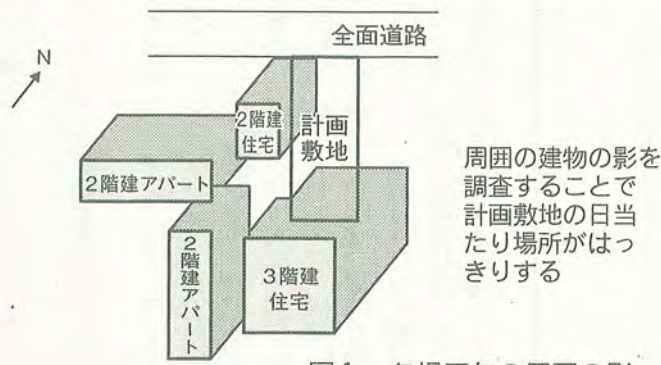 全面道路
N
2階建
住宅
計画
敷地
2階建アパート
2階建アパート
3階建
住宅
周囲の建物の影を
調査することで
計画敷地の日当
たり場所がはっ
きりする